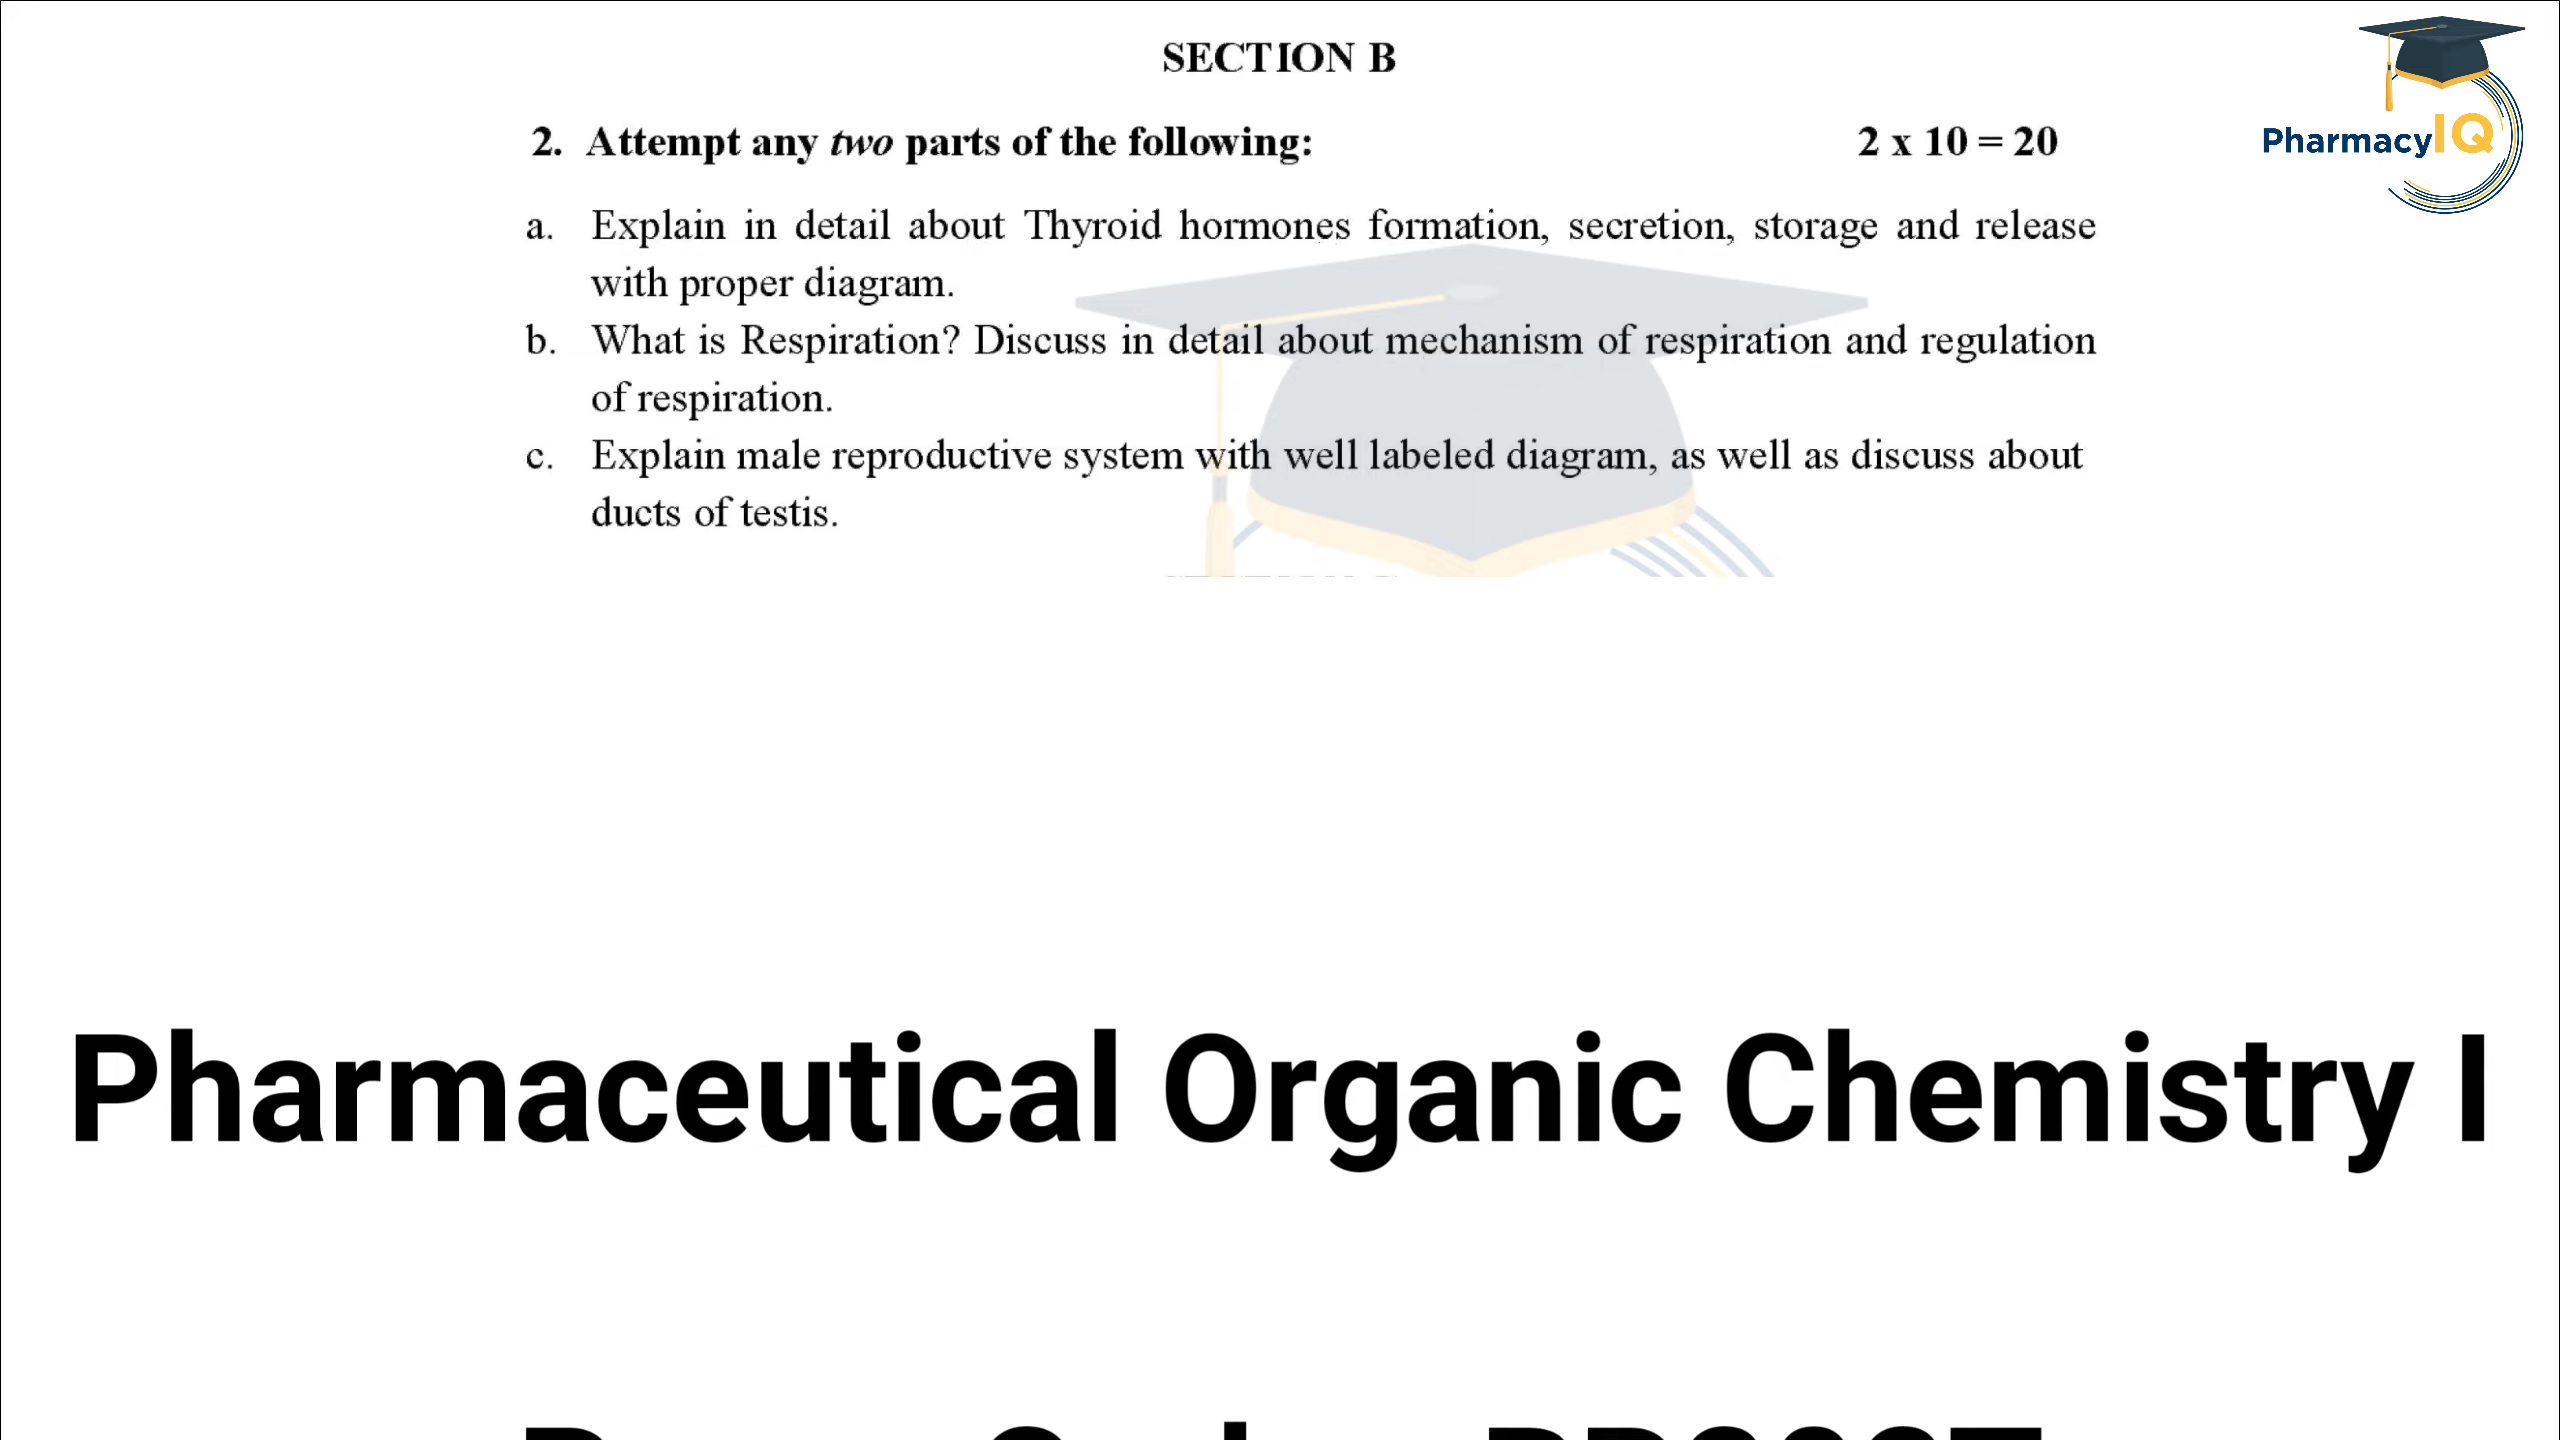 SECTION B
PharmacyIQ
2. Attempt any two parts of the following: 2 x 10 = 20
a. Explain in detail about Thyroid hormones formation, secretion, storage and release
with proper diagram.
b. What is Respiration? Discuss in detail about mechanism of respiration and regulation
of respiration.
c. Explain male reproductive system with well labeled diagram, as well as discuss about
ducts of testis.
Pharmaceutical Organic Chemistry I